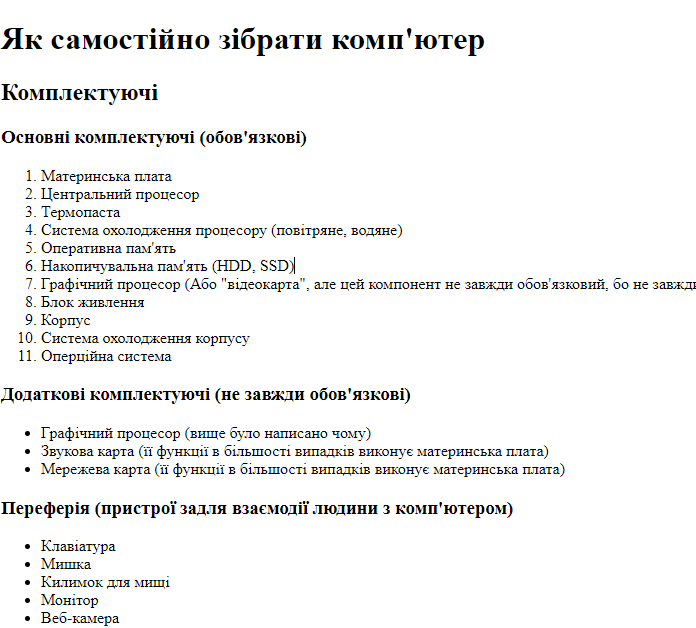 Як самостійно зібрати комп'ютер
Комплектуючі
Основні комплектуючі (обов'язкові)
1. Материнська плата
2. Центральний процесор
3. Термопаста
4. Система охолодження процесору (повітряне, водяне)
5. Оперативна пам'ять
6. Накопичувальна пам'ять (HDD, SSD)
7. Графічний процесор (Або "відеокарта", але цей компонент не завжди обов'язковий, бо не завжди
8. Блок живлення
9. Корпус
10. Система охолодження корпусу
11. Оперційна система
Додаткові комплектуючі (не завжди обов'язкові)
• Графічний процесор (вище було написано чому)
• Звукова карта (її функції в більшості випадків виконує материнська плата)
• Мережева карта (її функції в більшості випадків виконує материнська плата)
Переферія (пристрої задля взаємодії людини з комп'ютером)
• Клавіатура
• Мишка
• Килимок для мищі
• Монітор
• Веб-камера